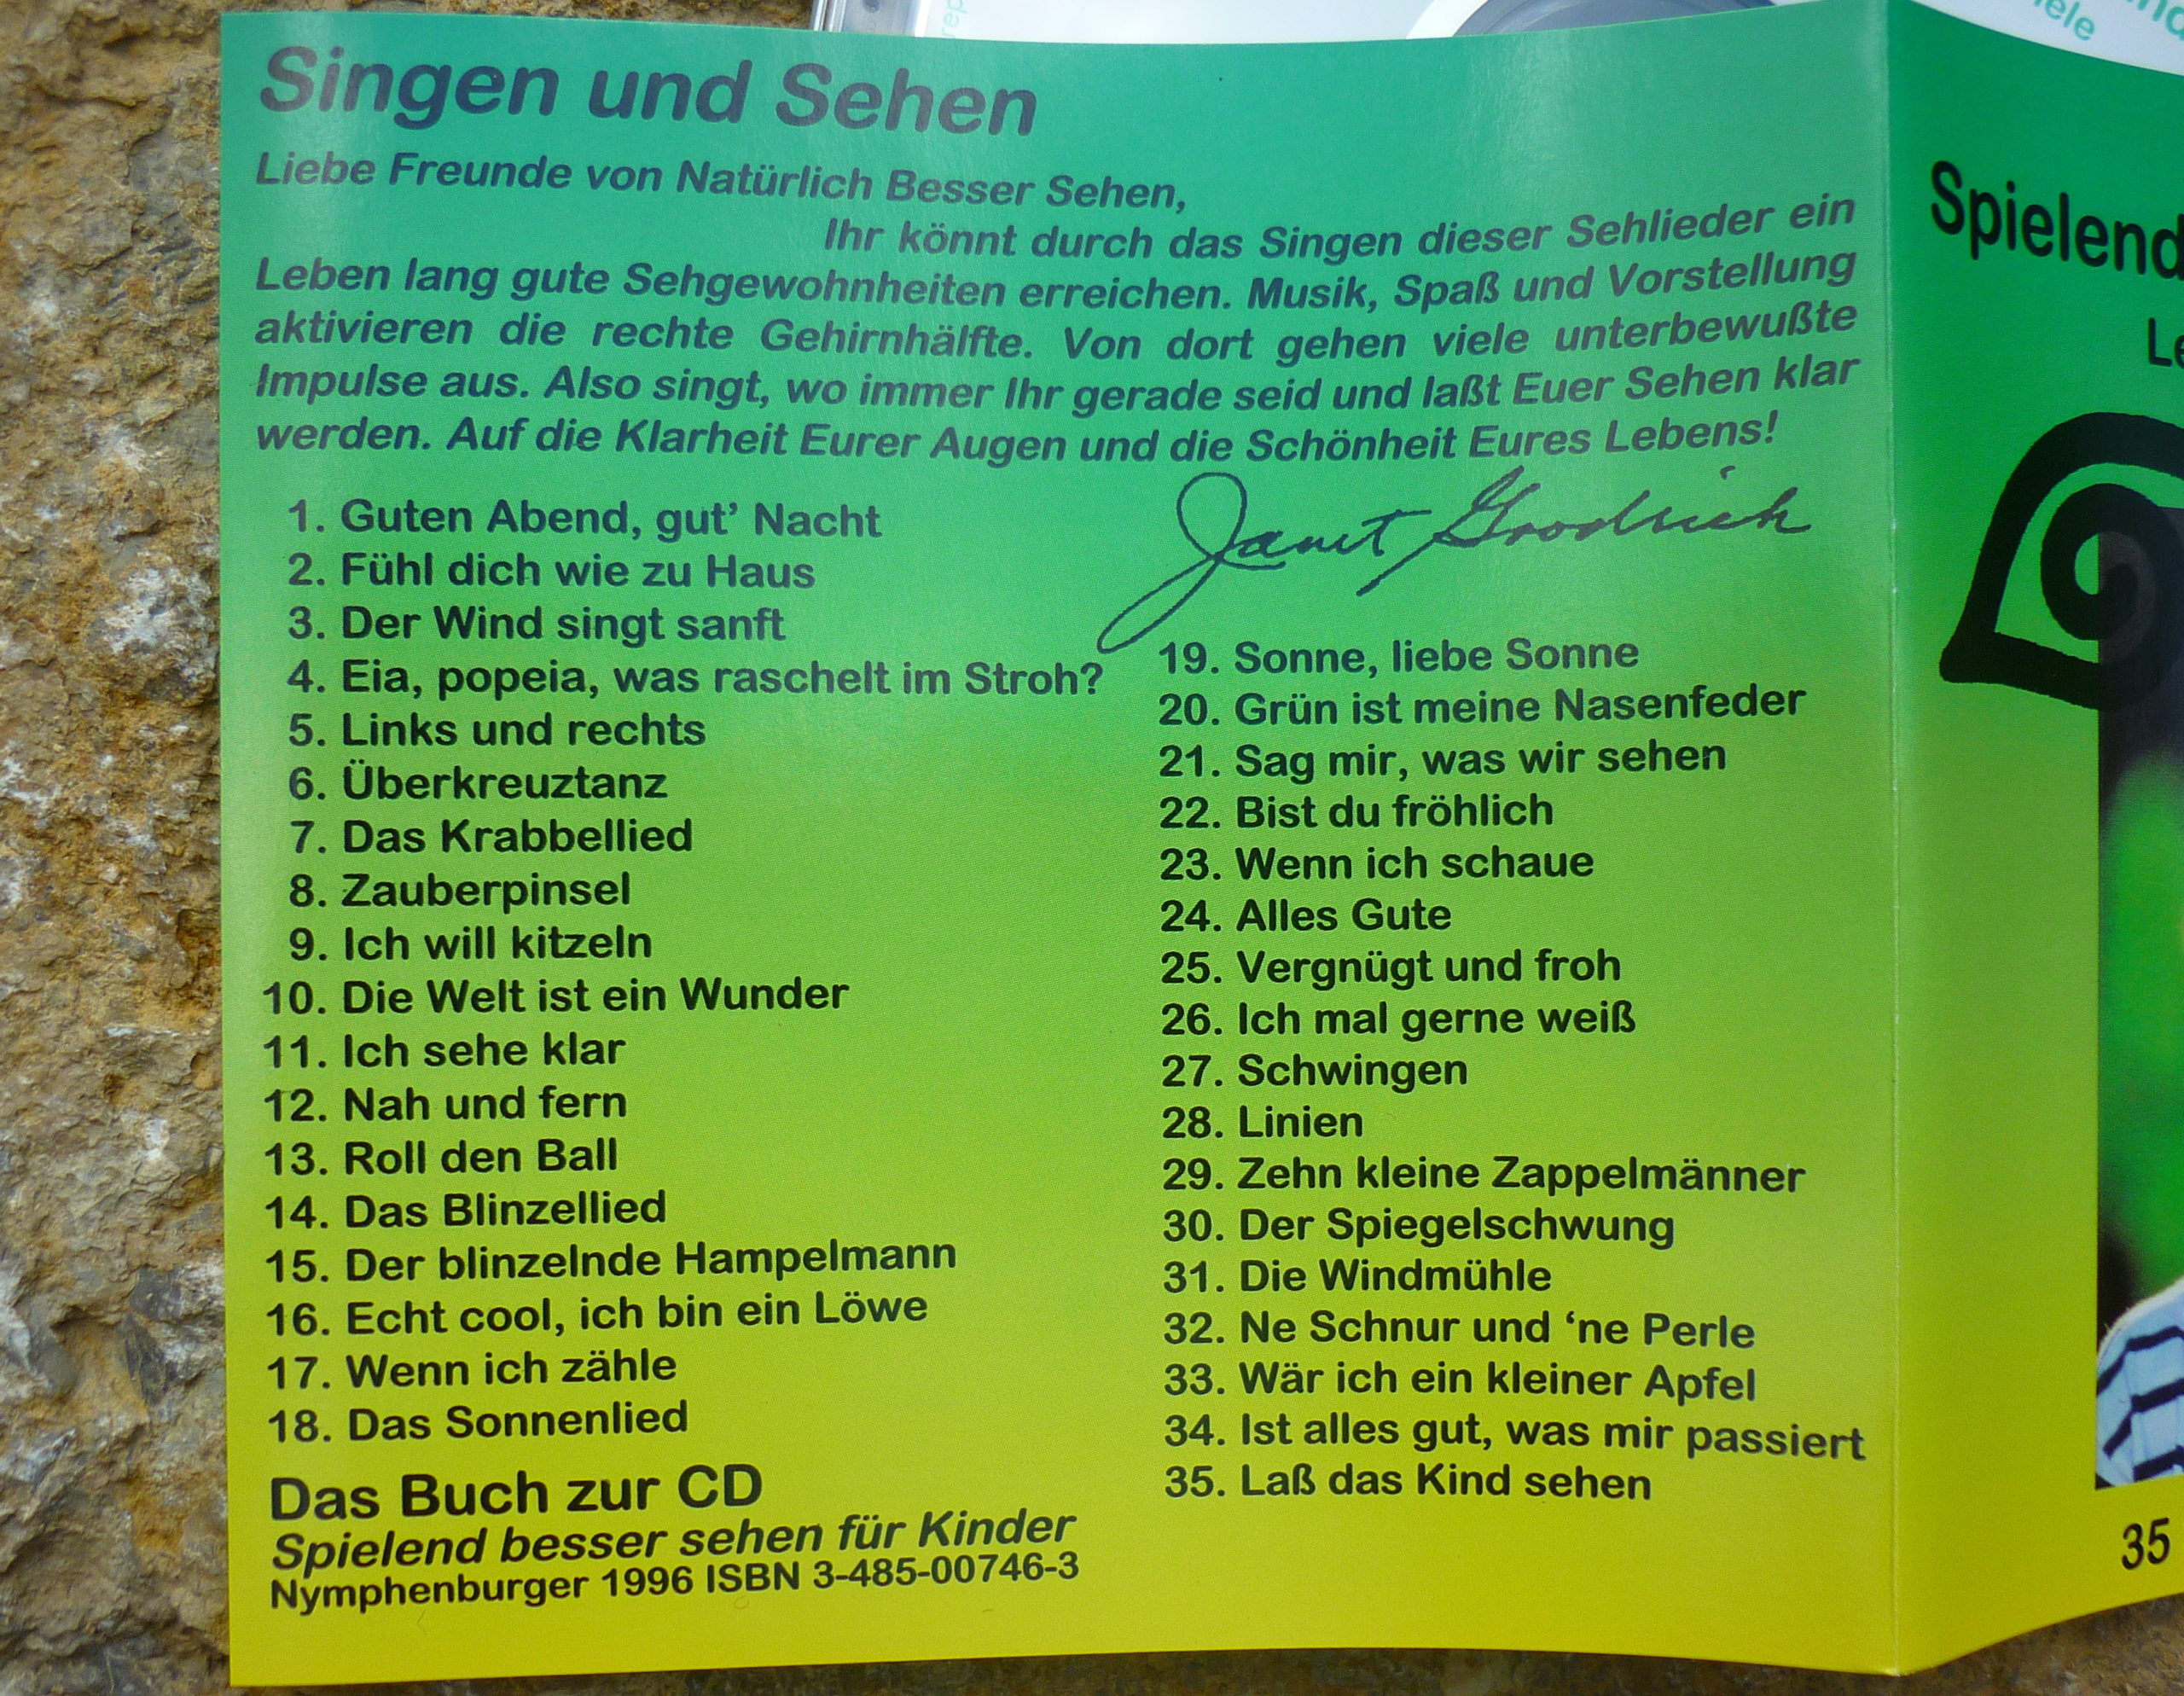 Singen und Sehen
Liebe Freunde von Natürlich Besser Sehen,
Ihr könnt durch das Singen dieser Sehlieder ein
Leben lang gute Sehgewohnheiten erreichen. Musik, Spaß und Vorstellung
aktivieren die rechte Gehirnhälfte. Von dort gehen viele unterbewußte
Impulse aus. Also singt, wo immer Ihr gerade seid und laßt Euer Sehen klar
werden. Auf die Klarheit Eurer Augen und die Schönheit Eures Lebens!
Janet Goodrich
1. Guten Abend, gut’ Nacht
2. Fühl dich wie zu Haus
3. Der Wind singt sanft
4. Eia, popeia, was raschelt im Stroh?
5. Links und rechts
6. Überkreuztanz
7. Das Krabbellied
8. Zauberpinsel
9. Ich will kitzeln
10. Die Welt ist ein Wunder
11. Ich sehe klar
12. Nah und fern
13. Roll den Ball
14. Das Blinzellied
15. Der blinzelnde Hampelmann
16. Echt cool, ich bin ein Löwe
17. Wenn ich zähle
18. Das Sonnenlied
19. Sonne, liebe Sonne
20. Grün ist meine Nasenfeder
21. Sag mir, was wir sehen
22. Bist du fröhlich
23. Wenn ich schaue
24. Alles Gute
25. Vergnügt und froh
26. Ich mal gerne weiß
27. Schwingen
28. Linien
29. Zehn kleine Zappelmänner
30. Der Spiegelschwung
31. Die Windmühle
32. Ne Schnur und ‘ne Perle
33. Wär ich ein kleiner Apfel
34. Ist alles gut, was mir passiert
35. Laß das Kind sehen
Das Buch zur CD
Spielend besser sehen für Kinder
Nymphenburger 1996 ISBN 3-485-00746-3
Spielend
35